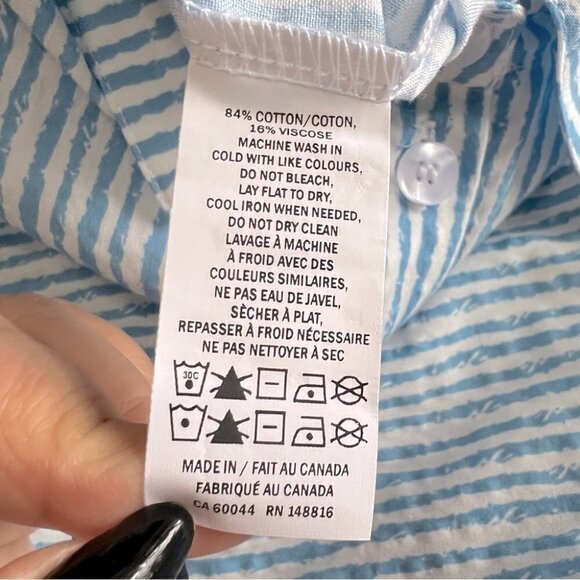 84% COTTON/COTON,
16% VISCOSE
MACHINE WASH IN
COLD WITH LIKE COLOURS,
DO NOT BLEACH,
LAY FLAT TO DRY,
COOL IRON WHEN NEEDED,
DO NOT DRY CLEAN
LAVAGE À MACHINE
À FROID AVEC DES
COULEURS SIMILAIRES,
NE PAS EAU DE JAVEL,
SÈCHER À PLAT,
REPASSER À FROID NÉCESSAIRE
NE PAS NETTOYER À SEC
30C
MADE IN / FAIT AU CANADA
FABRIQUÉ AU CANADA
CA 60044 RN 148816